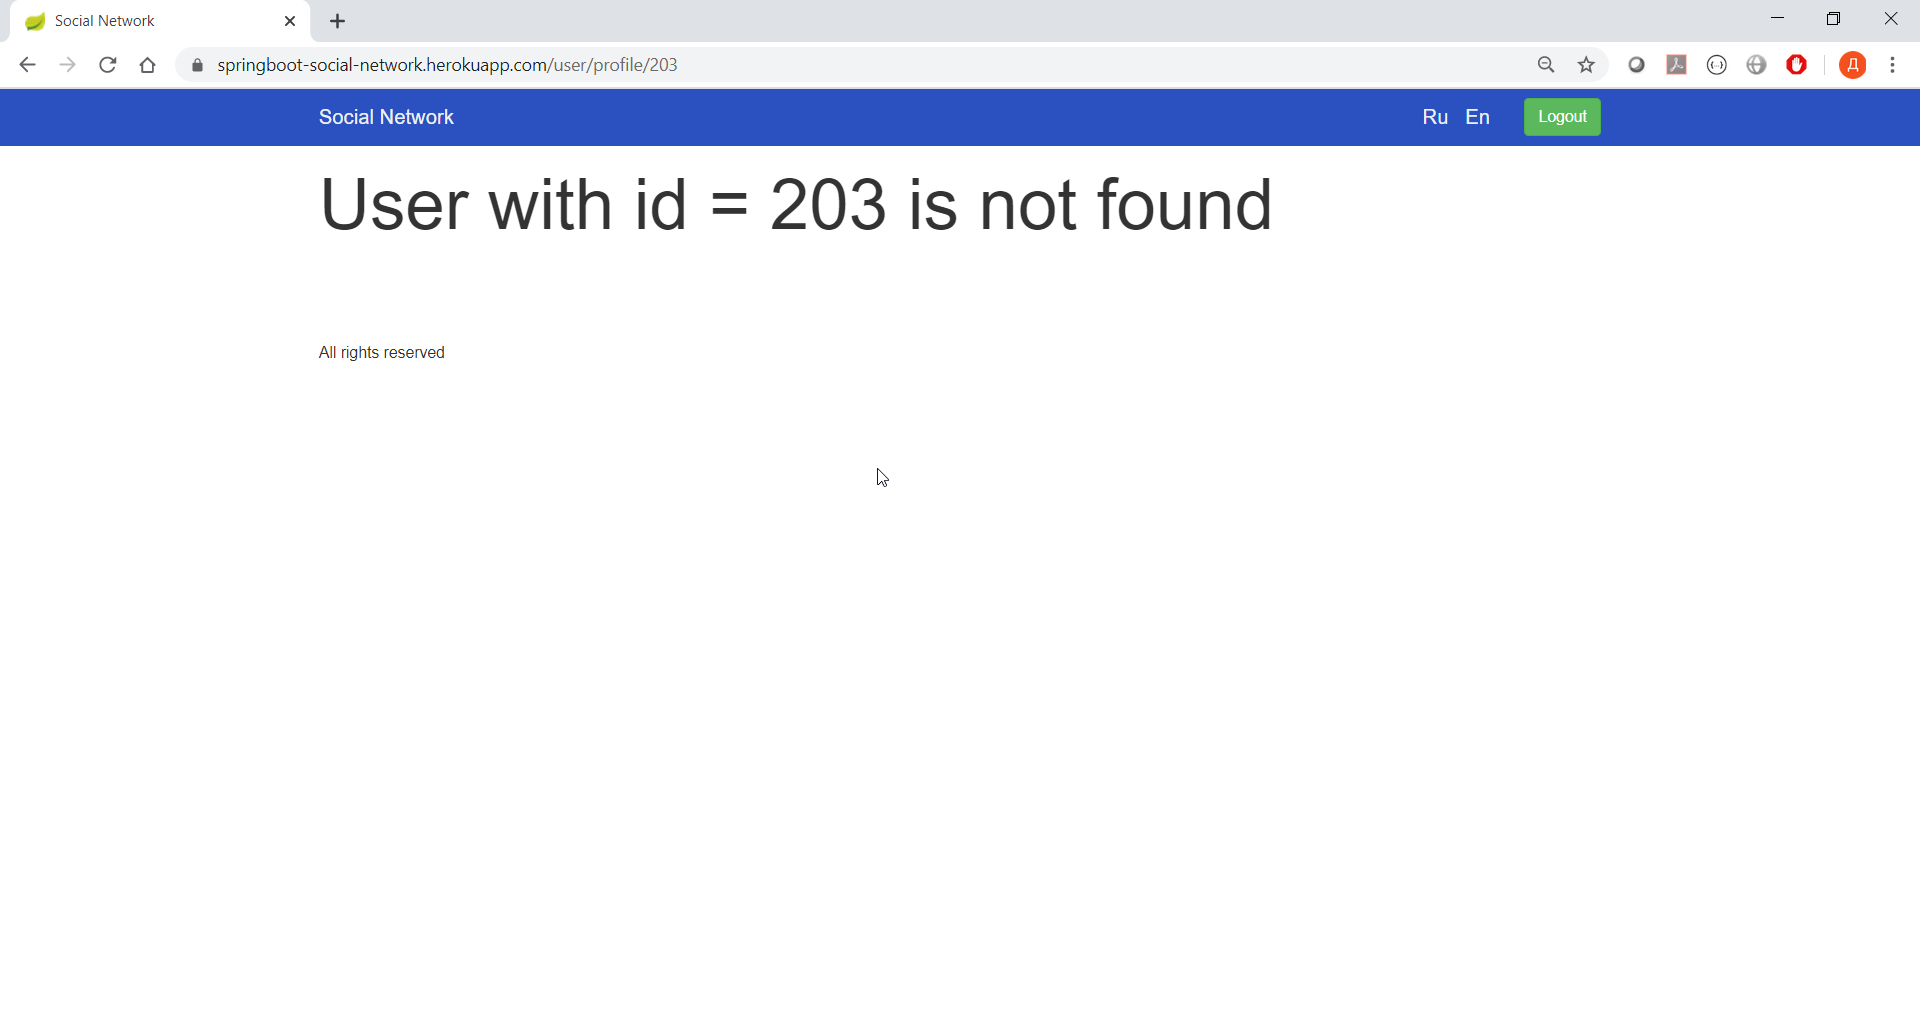 Social Network
springboot-social-network.herokuapp.com/user/profile/203
Д
Social Network
Ru En Logout
User with id = 203 is not found
All rights reserved